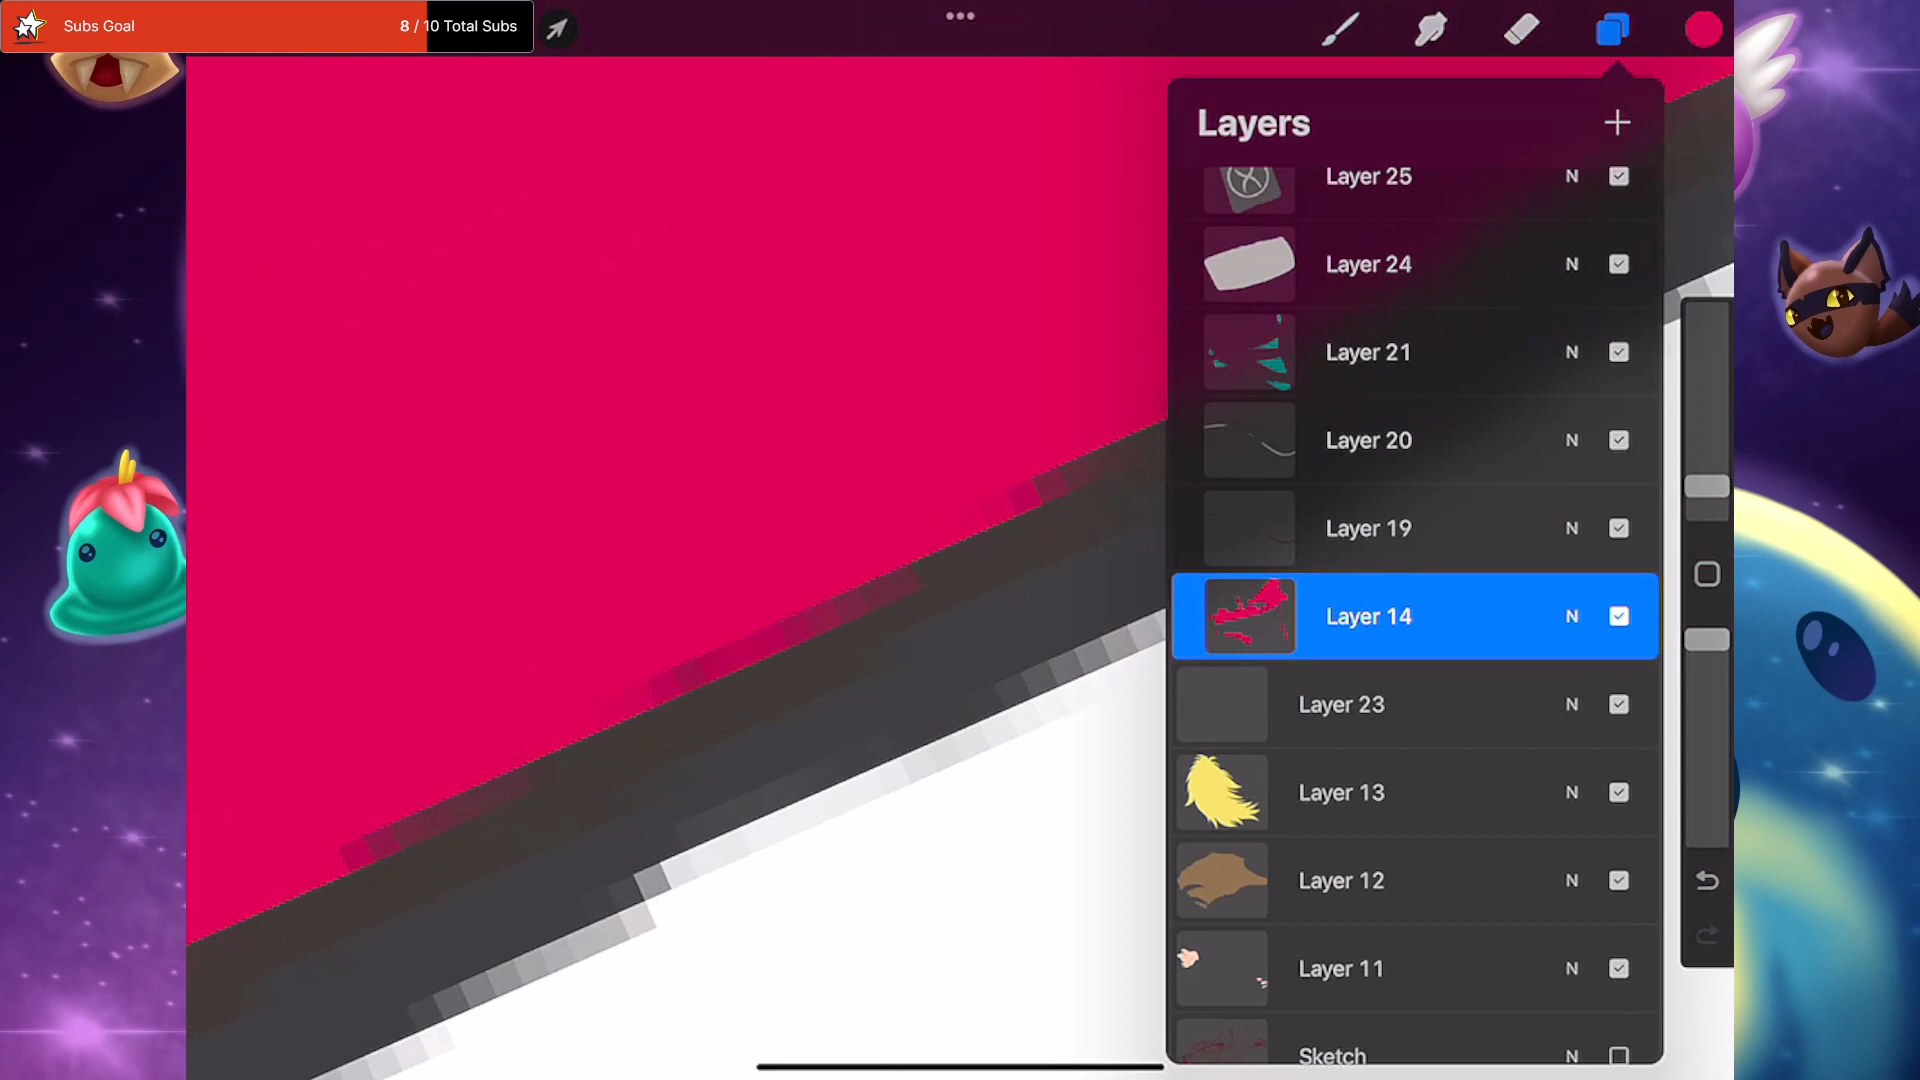 Subs Goal 8 / 10 Total Subs
Layers
Layer 25 N
Layer 24 N
Layer 21 N
Layer 20 N
Layer 19 N
Layer 14 N
Layer 23 N
Layer 13 N
Layer 12 N
Layer 11 N
Sketch N